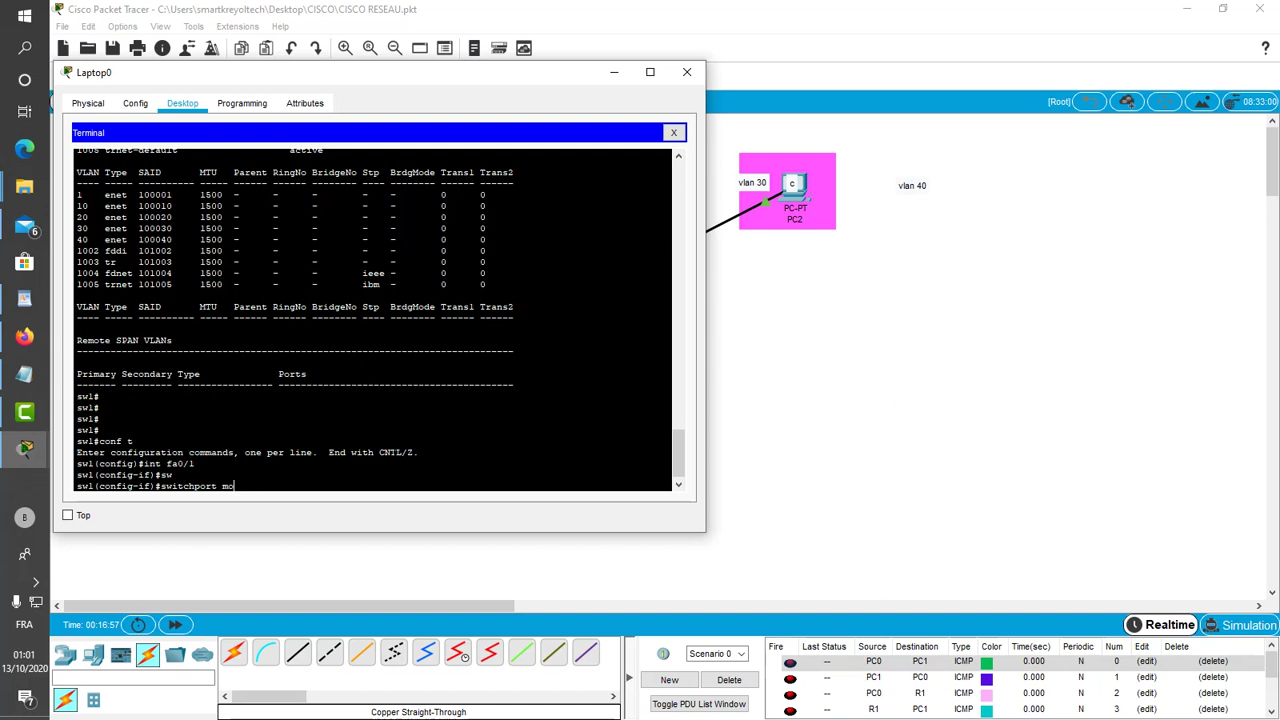 Cisco Packet Tracer - C:\Users\smartkreyoltech\Desktop\CISCO\CISCO RESEAU.pkt
File Edit Options View Tools Extensions Help
?
Laptop0
Physical Config Desktop Programming Attributes
[Root] 08:33:00
Terminal X
1005 trnet-default active
VLAN Type SAID MTU Parent RingNo BridgeNo Stp BrdgMode Trans1 Trans2
---- ----- ---------- ----- ------ ------ -------- ---- -------- ------ ------
1 enet 100001 1500 - - - - - 0 0
10 enet 100010 1500 - - - - - 0 0
20 enet 100020 1500 - - - - - 0 0
30 enet 100030 1500 - - - - - 0 0
40 enet 100040 1500 - - - - - 0 0
1002 fddi 101002 1500 - - - - - 0 0
1003 tr 101003 1500 - - - - - 0 0
1004 fdnet 101004 1500 - - - ieee - 0 0
1005 trnet 101005 1500 - - - ibm - 0 0
VLAN Type SAID MTU Parent RingNo BridgeNo Stp BrdgMode Trans1 Trans2
---- ----- ---------- ----- ------ ------ -------- ---- -------- ------ ------
Remote SPAN VLANs
------------------------------------------------------------------------------
Primary Secondary Type Ports
------- --------- ----------------- ------------------------------------------
sw1#
sw1#
sw1#
sw1#
sw1#conf t
Enter configuration commands, one per line. End with CNTL/Z.
sw1(config)#int fa0/1
sw1(config-if)#sw
sw1(config-if)#switchport mo
Top
vlan 30
c
PC-PT
PC2
vlan 40
6
B
FRA
01:01
13/10/2020
7
Time: 00:16:57
Realtime Simulation
Copper Straight-Through
Scenario 0
New Delete
Toggle PDU List Window
Fire Last Status Source Destination Type Color Time(sec) Periodic Num Edit Delete
-- PC0 PC1 ICMP 0.000 N 0 (edit) (delete)
-- PC1 PC0 ICMP 0.000 N 1 (edit) (delete)
-- PC0 R1 ICMP 0.000 N 2 (edit) (delete)
-- R1 PC1 ICMP 0.000 N 3 (edit) (delete)